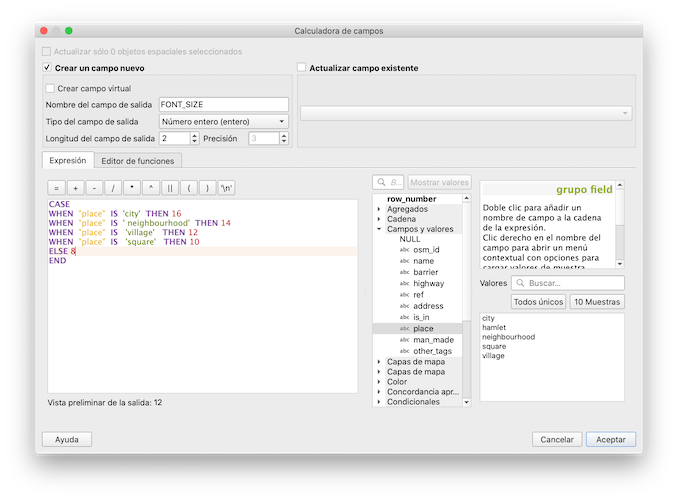 Calculadora de campos
Actualizar sólo 0 objetos espaciales seleccionados
Crear un campo nuevo
Actualizar campo existente
Crear campo virtual
Nombre del campo de salida FONT_SIZE
Tipo del campo de salida Número entero (entero)
Longitud del campo de salida 2 Precisión 3
Expresión Editor de funciones
= + - / * ^ || ( ) '\n'
CASE
WHEN "place" IS 'city' THEN 16
WHEN "place" IS ' neighbourhood' THEN 14
WHEN "place" IS 'village' THEN 12
WHEN "place" IS 'square' THEN 10
ELSE 8
END
Vista preliminar de la salida: 12
B... Mostrar valores
row_number
Agregados
Cadena
Campos y valores
NULL
abc osm_id
abc name
abc barrier
abc highway
abc ref
abc address
abc is_in
abc place
abc man_made
abc other_tags
Capas de mapa
Capas de mapa
Color
Concordancia apr...
Condicionales
grupo field
Doble clic para añadir un
nombre de campo a la cadena
de la expresión.
Clic derecho en el nombre del
campo para abrir un menú
contextual con opciones para
cargar valores de muestra
Valores Buscar...
Todos únicos 10 Muestras
city
hamlet
neighbourhood
square
village
Ayuda Cancelar Aceptar